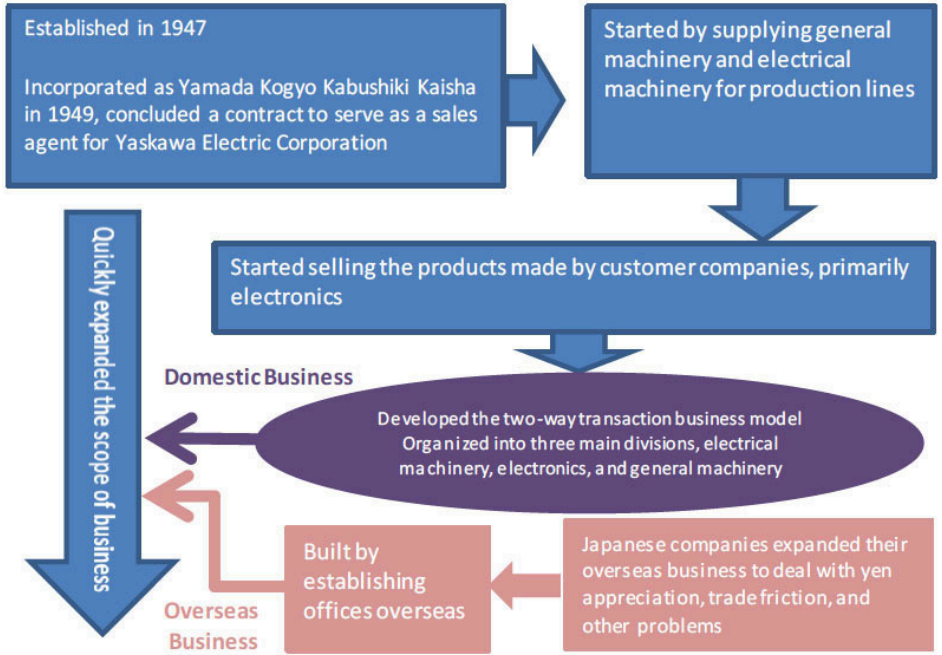 Established in 1947
Incorporated as Yamada Kogyo Kabushiki Kaisha
in 1949, concluded a contract to serve as a sales
agent for Yaskawa Electric Corporation
Started by supplying general
machinery and electrical
machinery for production lines
Started selling the products made by customer companies, primarily
electronics
Quickly expanded the scope of business
Domestic Business
Developed the two-way transaction business model
Organized into three main divisions, electrical
machinery, electronics, and general machinery
Japanese companies expanded their
overseas business to deal with yen
appreciation, trade friction, and
other problems
Built by
establishing
offices overseas
Overseas
Business